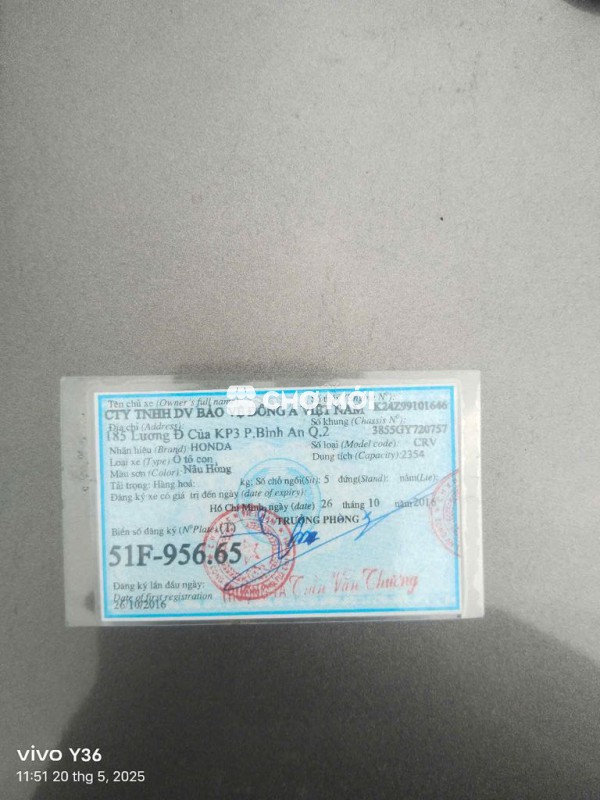 Tên chủ xe (Owner's full name)
CTY TNHH DV BẢO VỆ ĐÔNG Á VIỆT NAM
K24Z99101646
CHỢ TỐT
Địa chỉ (Address):
Số khung (Chassis Nº):
185 Lương Đ Của KP3 P.Bình An Q.2
3855GY720757
Nhãn hiệu (Brand): HONDA
Số loại (Model code): CRV
Loại xe (Type): Ô tô con
Dung tích (Capacity): 2354
Màu sơn (Color): Nâu Hồng
Tải trọng: Hàng hoá: kg; Số chỗ ngồi(Sit): 5 đứng(Stand): nằm(Lie):
Đăng ký xe có giá trị đến ngày (date of expiry):
Hồ Chí Minh, ngày (date) 26 tháng 10 năm 2016
Biển số đăng ký (Nº Plate) (T)
TRƯỞNG PHÒNG
51F-956.65
Đăng ký lần đầu ngày:
Date of first registration
26/10/2016
Trần Văn Thương
vivo Y36
11:51 20 thg 5, 2025